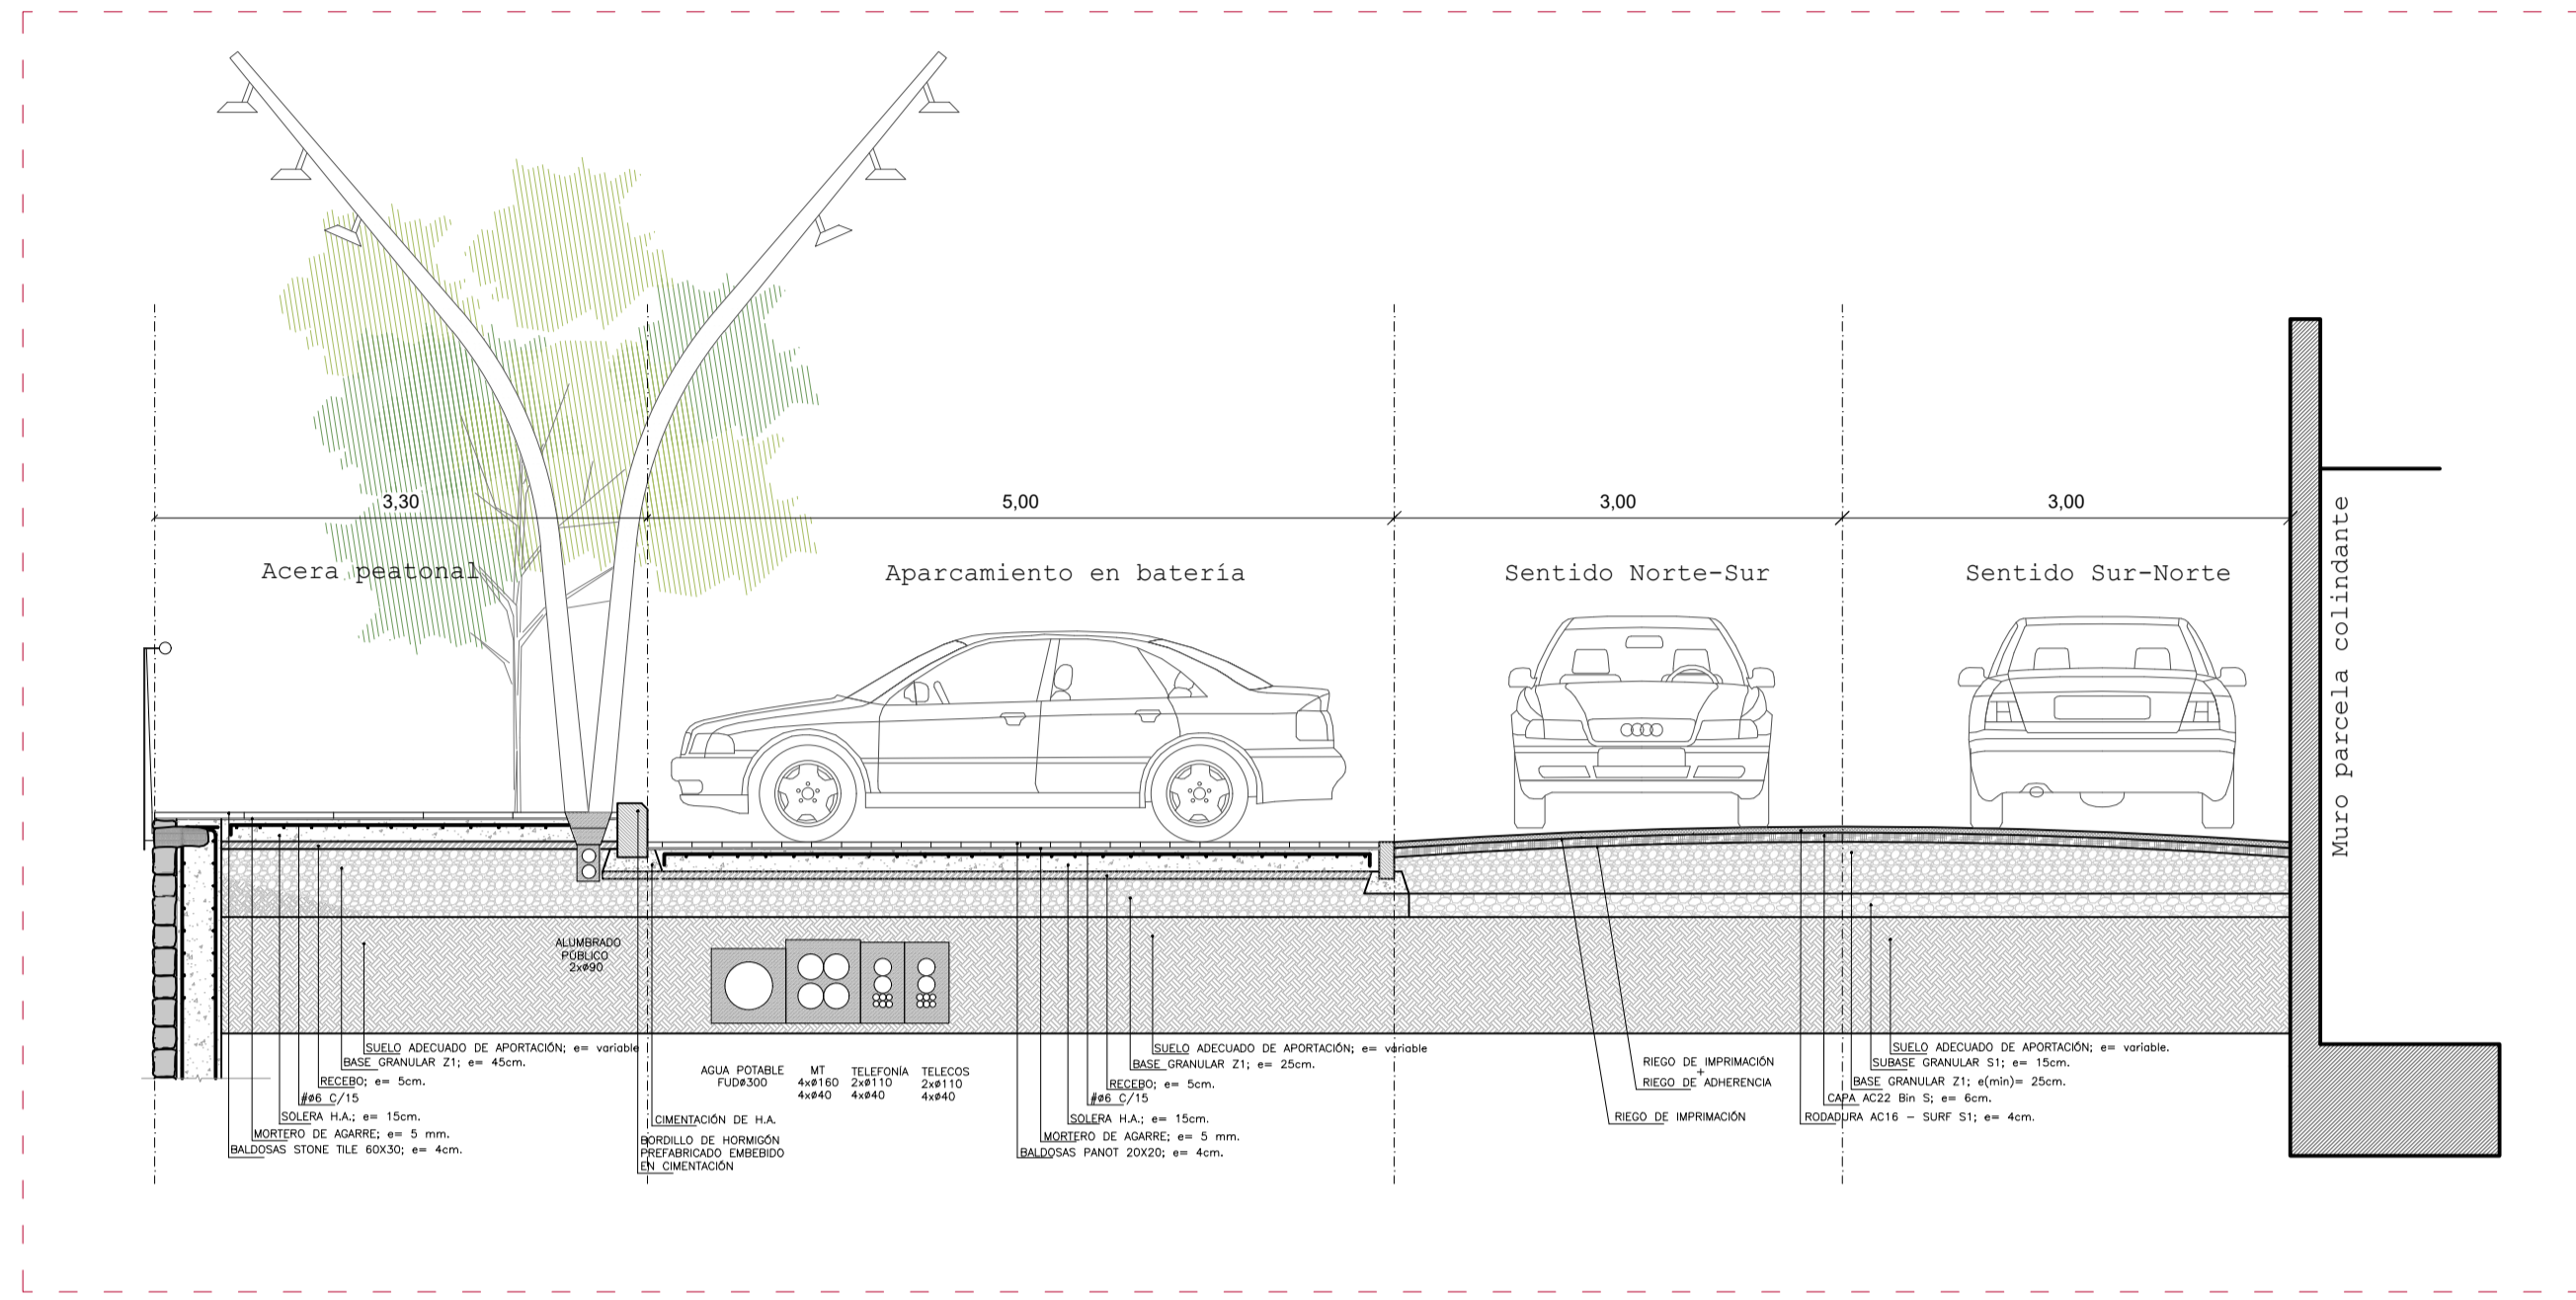 3,30
5,00
3,00
3,00
Acera peatonal
Aparcamiento en batería
Sentido Norte-Sur
Sentido Sur-Norte
Muro parcela colindante
ALUMBRADO
PÚBLICO
2xø90
SUELO ADECUADO DE APORTACIÓN; e= variable
BASE GRANULAR Z1; e= 45cm.
RECEBO; e= 5cm.
#ø6 C/15
SOLERA H.A.; e= 15cm.
MORTERO DE AGARRE; e= 5 mm.
BALDOSAS STONE TILE 60X30; e= 4cm.
AGUA POTABLE
FUDø300
MT
4xø160
4xø40
TELEFONÍA
2xø110
4xø40
TELECOS
2xø110
4xø40
CIMENTACIÓN DE H.A.
BORDILLO DE HORMIGÓN
PREFABRICADO EMBEBIDO
EN CIMENTACIÓN
SUELO ADECUADO DE APORTACIÓN; e= variable
BASE GRANULAR Z1; e= 25cm.
RECEBO; e= 5cm.
#ø6 C/15
SOLERA H.A.; e= 15cm.
MORTERO DE AGARRE; e= 5 mm.
BALDOSAS PANOT 20X20; e= 4cm.
RIEGO DE IMPRIMACIÓN
+
RIEGO DE ADHERENCIA
RIEGO DE IMPRIMACIÓN
SUELO ADECUADO DE APORTACIÓN; e= variable.
SUBASE GRANULAR S1; e= 15cm.
BASE GRANULAR Z1; e(min)= 25cm.
CAPA AC22 Bin S; e= 6cm.
RODADURA AC16 - SURF S1; e= 4cm.